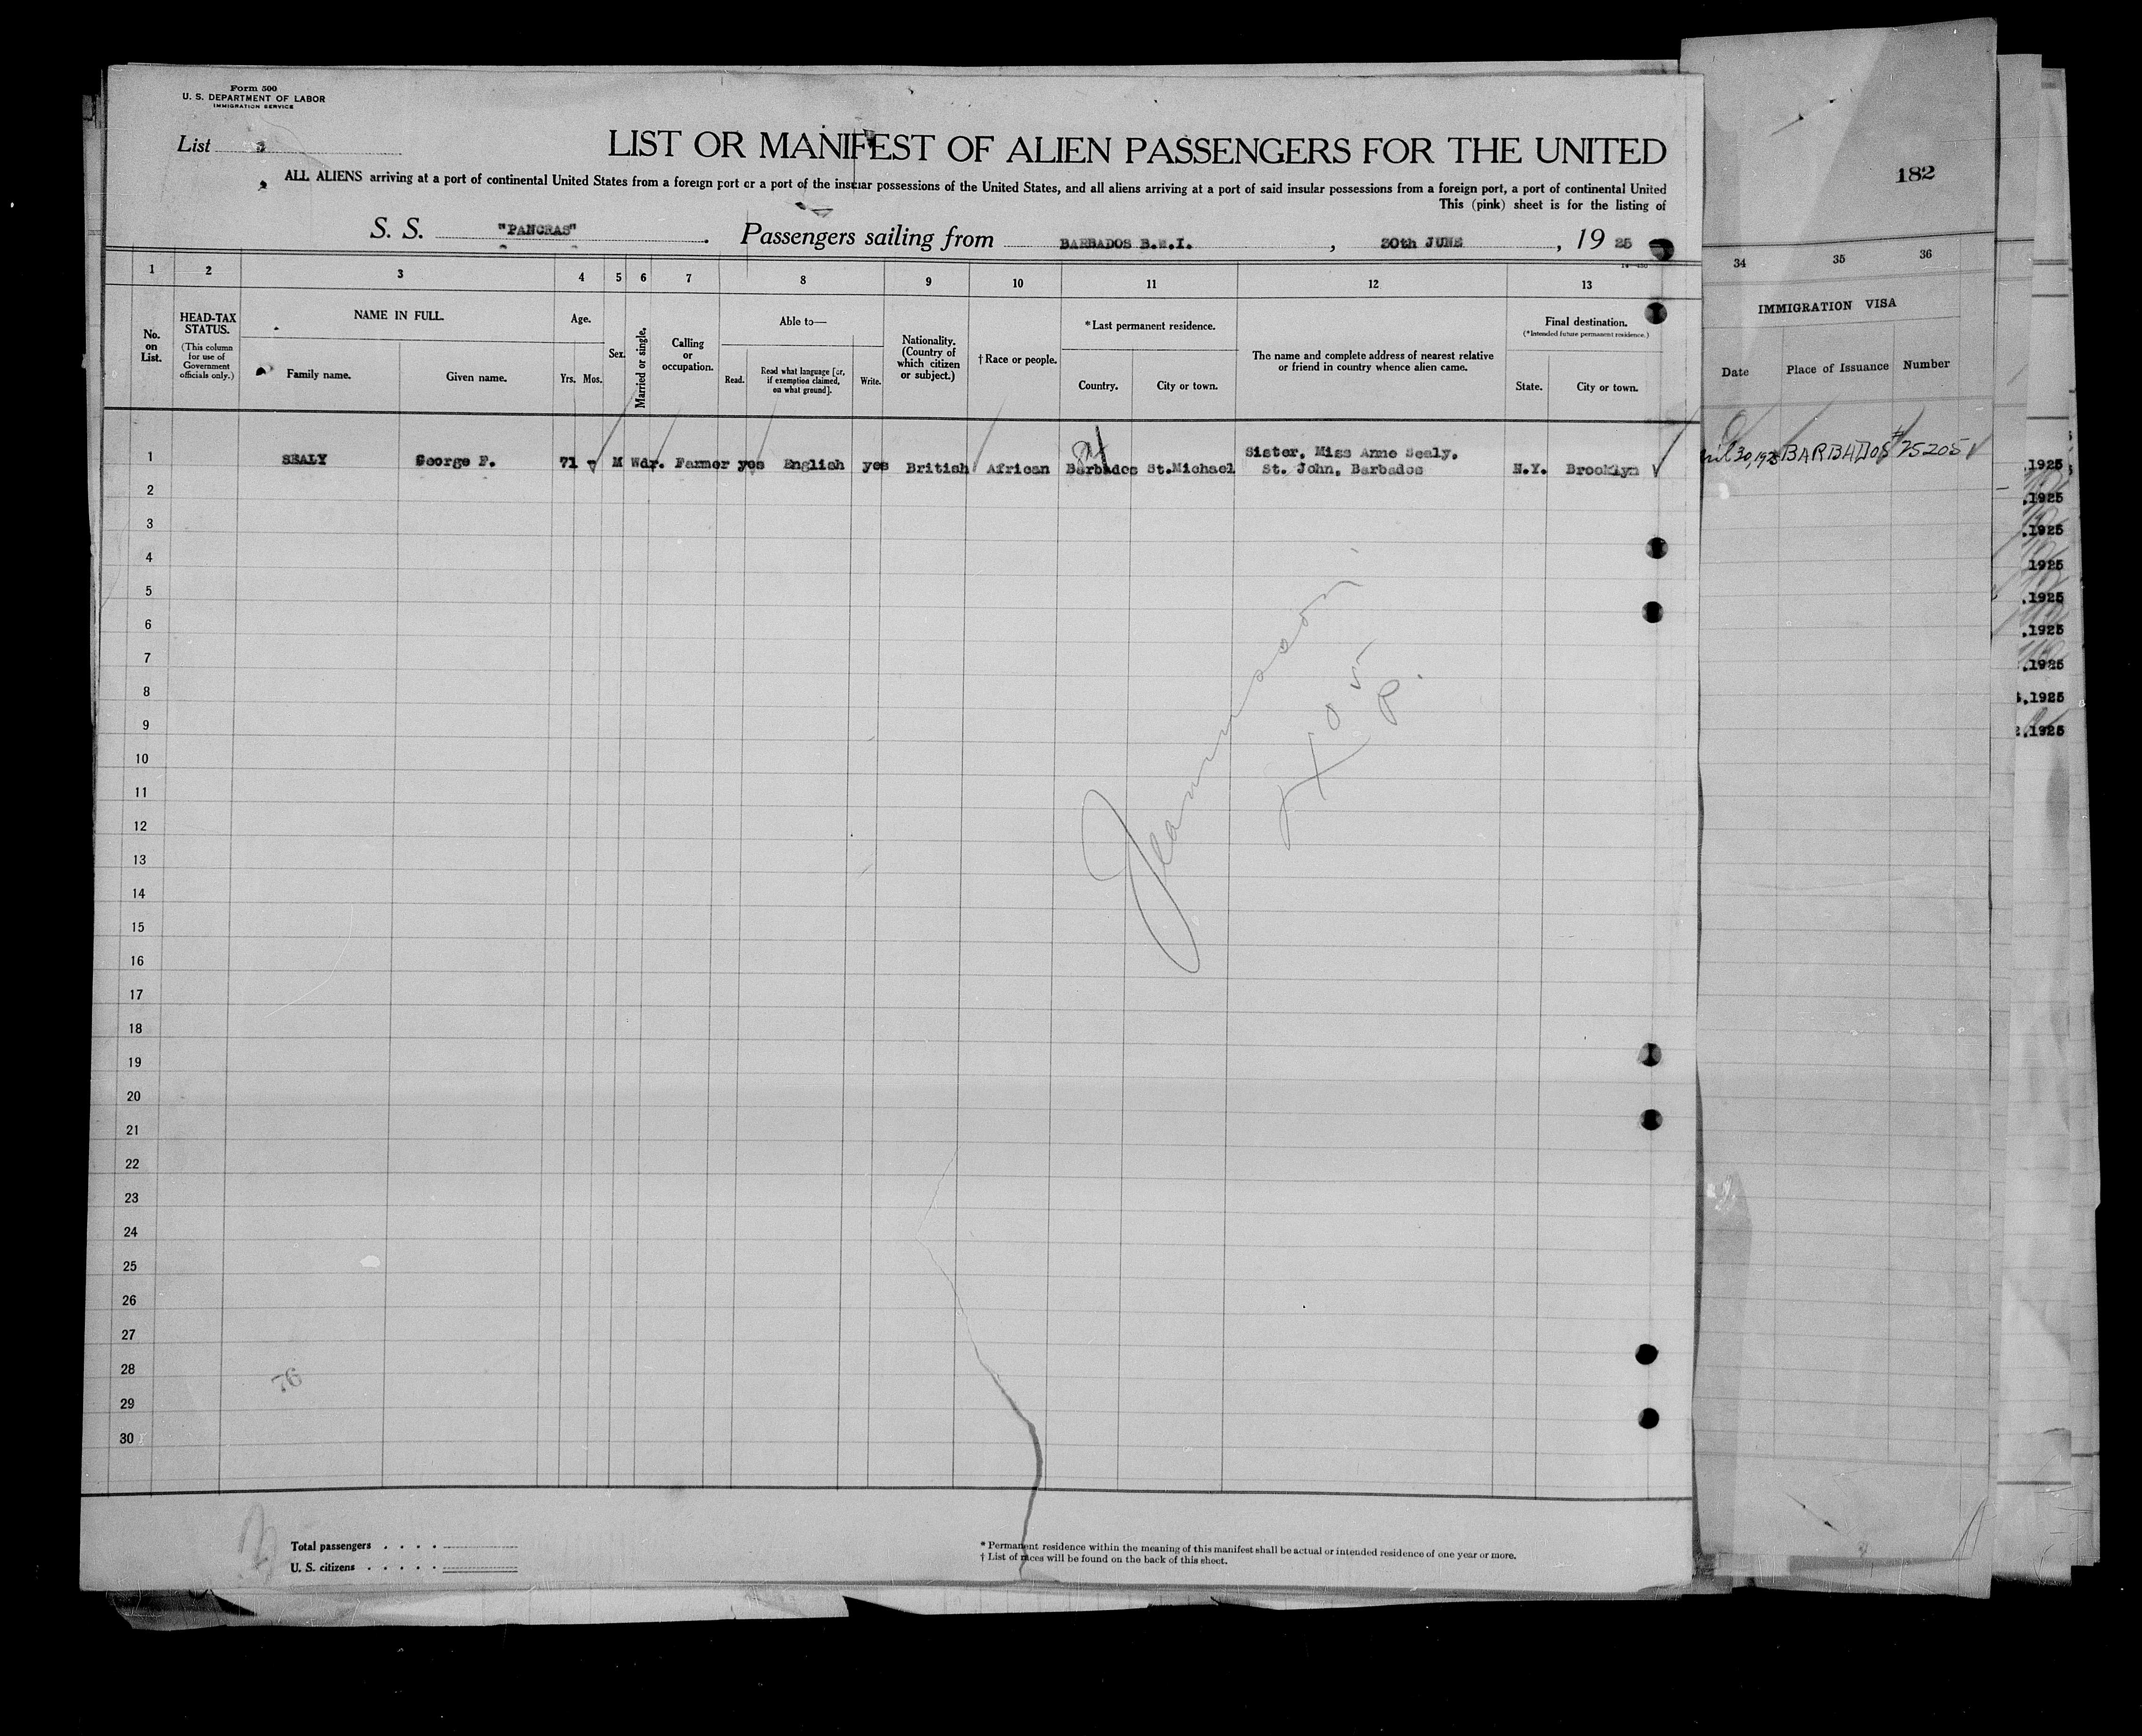 Form 500
U. S. DEPARTMENT OF LABOR
IMMIGRATION SERVICE
List
LIST OR MANIFEST OF ALIEN PASSENGERS FOR THE UNITED
ALL ALIENS arriving at a port of continental United States from a foreign port or a port of the insular possessions of the United States, and all aliens arriving at a port of said insular possessions from a foreign port, a port of continental United
This (pink) sheet is for the listing of
S. S. "PANCRAS" Passengers sailing from BARBADOS B.W.I. , 30th JUNE , 19 25
1 2 3 4 5 6 7 8 9 10 11 12 13
No. on List.
HEAD-TAX STATUS.
(This column for use of Government officials only.)
NAME IN FULL.
Family name.
Given name.
Age.
Yrs. Mos.
Sex.
Married or single.
Calling or occupation.
Able to—
Read.
Read what language [or, if exemption claimed, on what ground].
Write.
Nationality. (Country of which citizen or subject.)
† Race or people.
* Last permanent residence.
Country.
City or town.
The name and complete address of nearest relative or friend in country whence alien came.
Final destination.
(*Intended future permanent residence.)
State.
City or town.
1 SEALY George F. 71 M Wdr. Farmer yes English yes British African Barbados St.Michael Sister, Miss Anne Sealy. St. John, Barbados N.Y. Brooklyn
2
3
4
5
6
7
8
9
10
11
12
13
14
15
16
17
18
19
20
21
22
23
24
25
26
27
28
29
30
76
Total passengers . . . .
U. S. citizens . . . . .
* Permanent residence within the meaning of this manifest shall be actual or intended residence of one year or more.
† List of races will be found on the back of this sheet.
182
34 35 36
IMMIGRATION VISA
Date Place of Issuance Number
30, BARBADOS #35205
,1925
,1925
,1925
1925
,1925
,1925
,1925
,1925
,1925